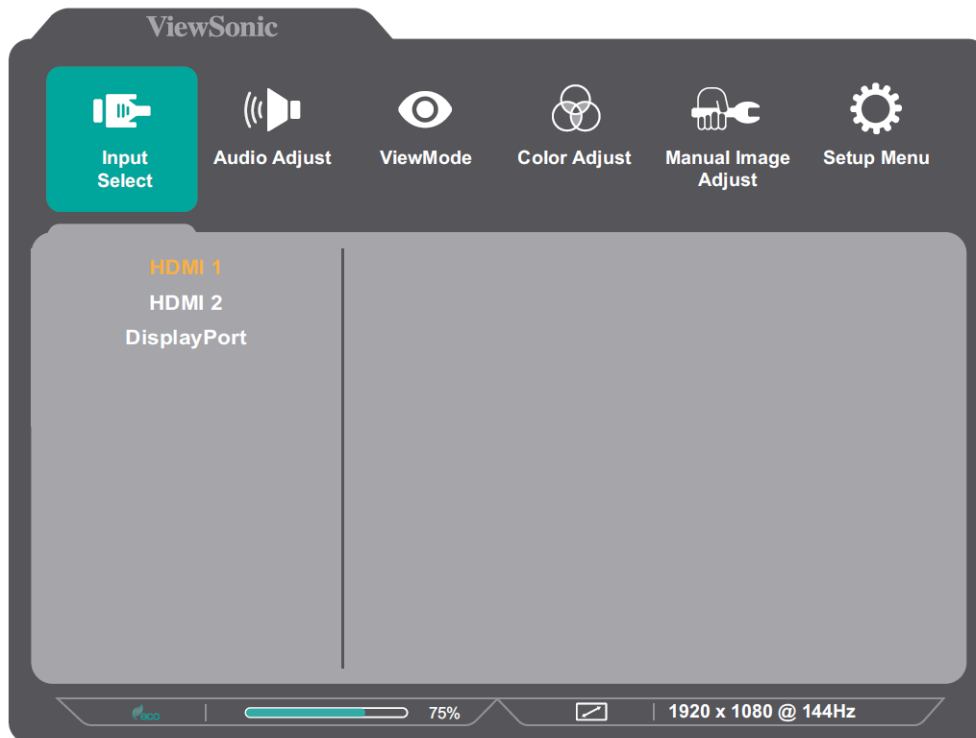 ViewSonic
Input
Select
Audio Adjust
ViewMode
Color Adjust
Manual Image
Adjust
Setup Menu
HDMI 1
HDMI 2
DisplayPort
eco
75%
1920 x 1080 @ 144Hz